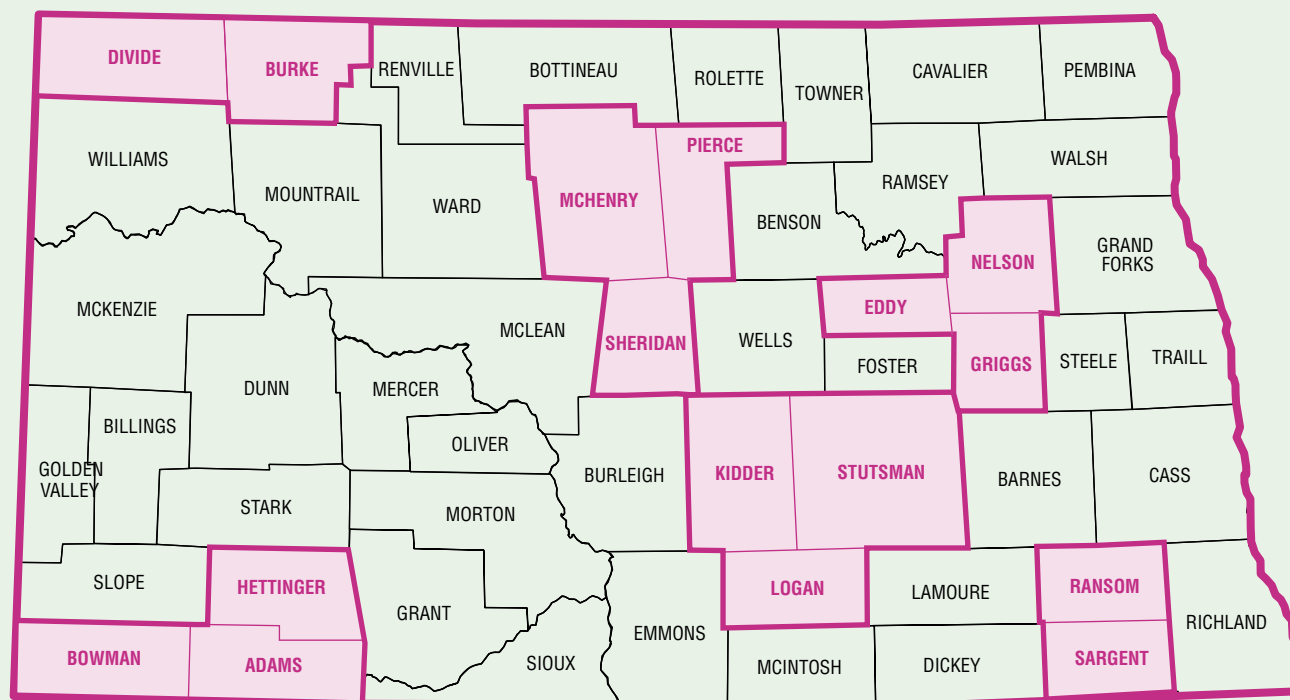 DIVIDE
BURKE
RENVILLE
BOTTINEAU
ROLETTE
TOWNER
CAVALIER
PEMBINA
WILLIAMS
MOUNTRAIL
WARD
MCHENRY
PIERCE
BENSON
RAMSEY
WALSH
NELSON
GRAND
FORKS
MCKENZIE
DUNN
MCLEAN
SHERIDAN
WELLS
EDDY
FOSTER
GRIGGS
STEELE
TRAILL
MERCER
OLIVER
BILLINGS
GOLDEN
VALLEY
STARK
MORTON
BURLEIGH
KIDDER
STUTSMAN
BARNES
CASS
SLOPE
HETTINGER
GRANT
LOGAN
LAMOURE
RANSOM
RICHLAND
EMMONS
BOWMAN
ADAMS
SIOUX
MCINTOSH
DICKEY
SARGENT